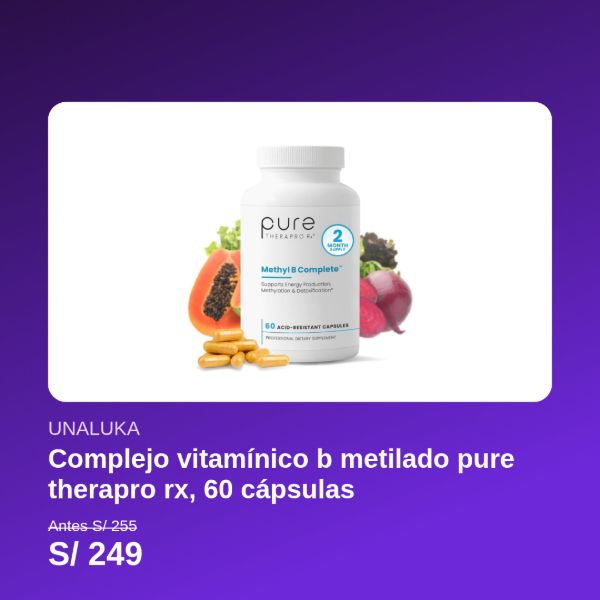 pure
THERAPRO Rx®
2
MONTH
SUPPLY
Methyl B Complete™
Supports Energy Production,
Methylation & Detoxification*
60 ACID-RESISTANT CAPSULES
PROFESSIONAL DIETARY SUPPLEMENT
UNALUKA
Complejo vitamínico b metilado pure
therapro rx, 60 cápsulas
Antes S/ 255
S/ 249